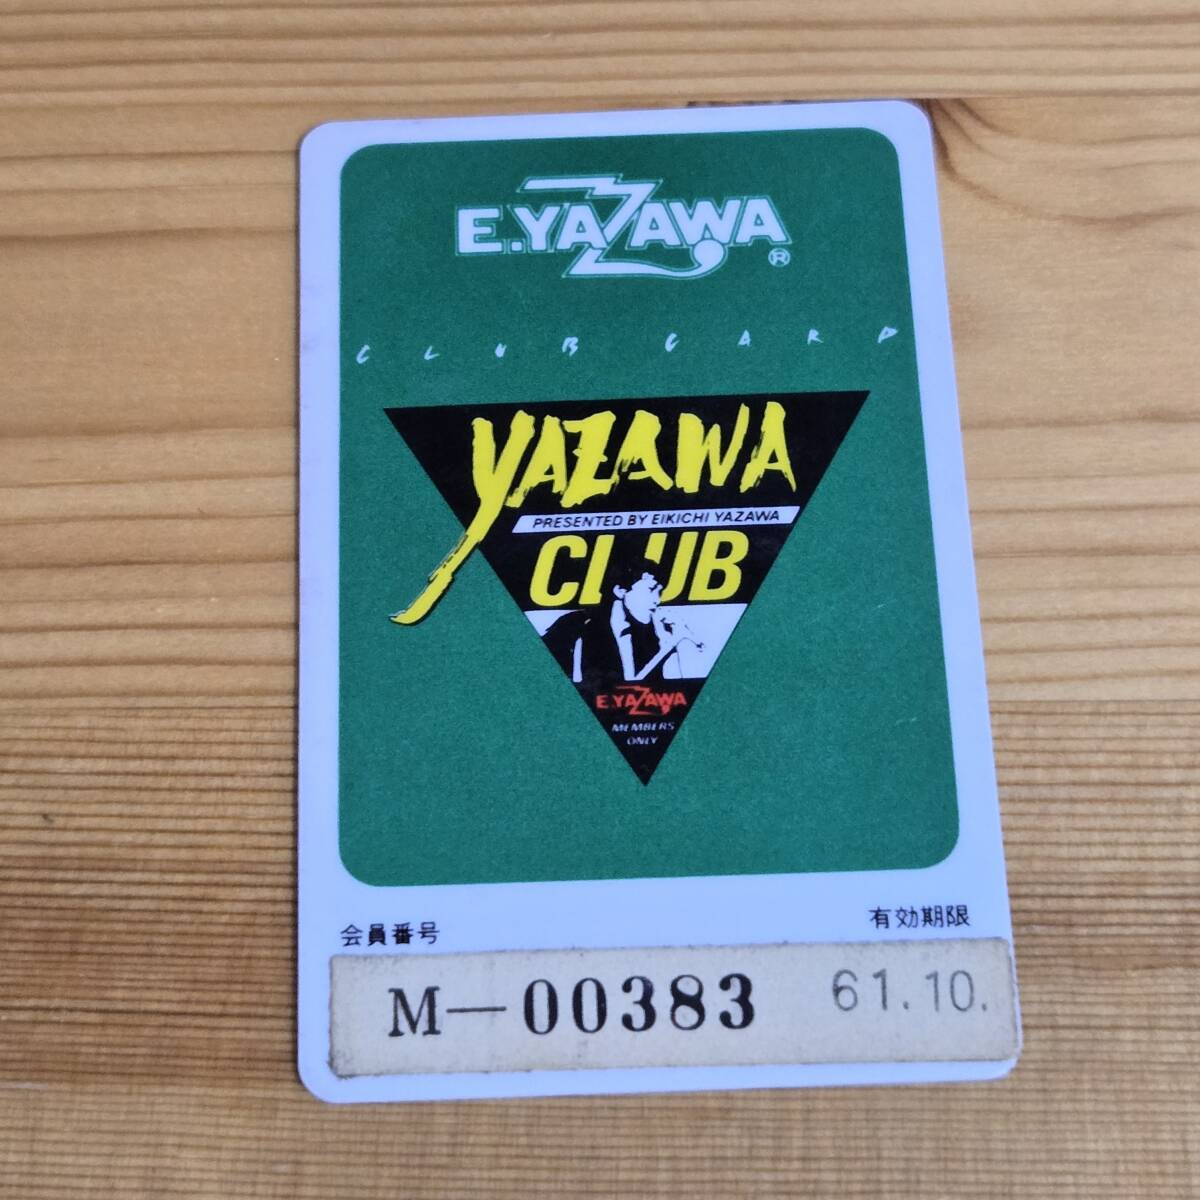 E.YAZAWA®
CLUB CARD
YAZAWA
PRESENTED BY EIKICHI YAZAWA
CLUB
E.YAZAWA
MEMBERS
ONLY
会員番号 有効期限
M—00383 61.10.